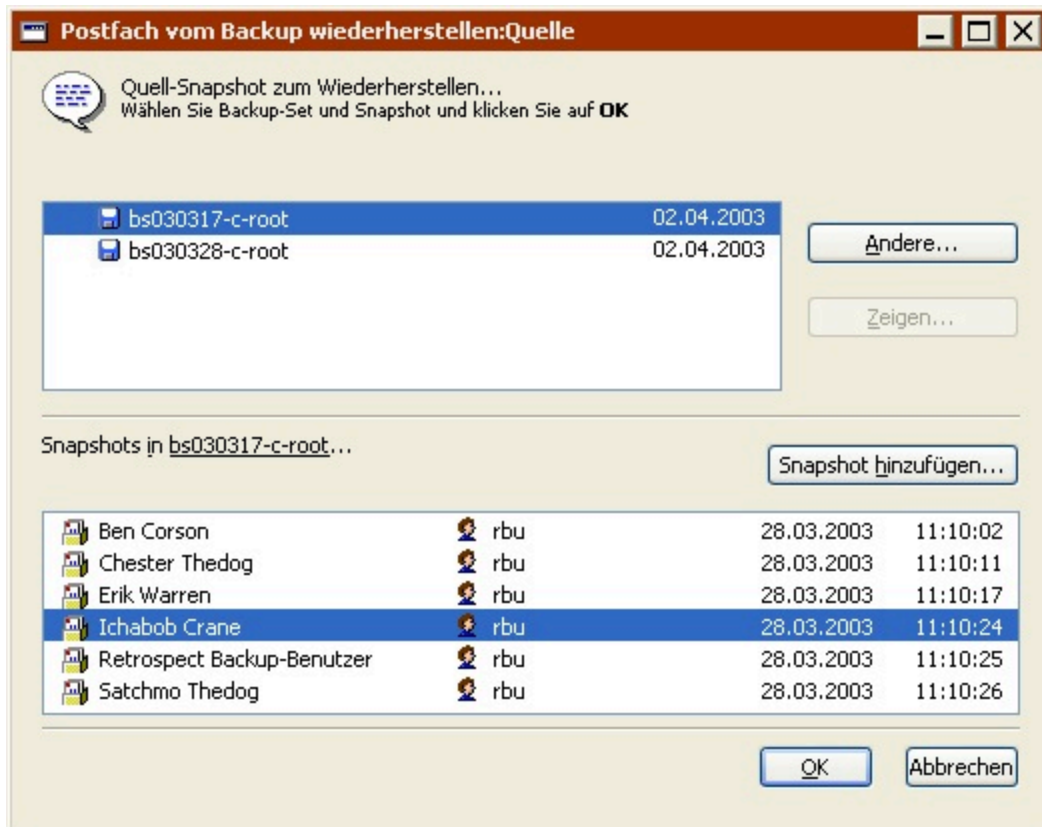 Postfach vom Backup wiederherstellen:Quelle
Quell-Snapshot zum Wiederherstellen...
Wählen Sie Backup-Set und Snapshot und klicken Sie auf OK
bs030317-c-root 02.04.2003
bs030328-c-root 02.04.2003
Andere...
Zeigen...
Snapshots in bs030317-c-root...
Snapshot hinzufügen...
Ben Corson rbu 28.03.2003 11:10:02
Chester Thedog rbu 28.03.2003 11:10:11
Erik Warren rbu 28.03.2003 11:10:17
Ichabob Crane rbu 28.03.2003 11:10:24
Retrospect Backup-Benutzer rbu 28.03.2003 11:10:25
Satchmo Thedog rbu 28.03.2003 11:10:26
OK Abbrechen